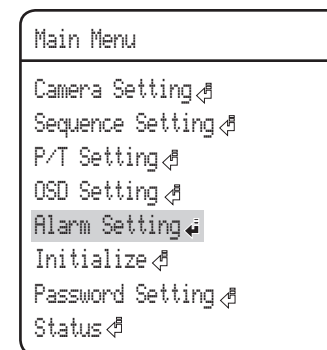 Main Menu
Camera Setting
Sequence Setting
P/T Setting
OSD Setting
Alarm Setting
Initialize
Password Setting
Status